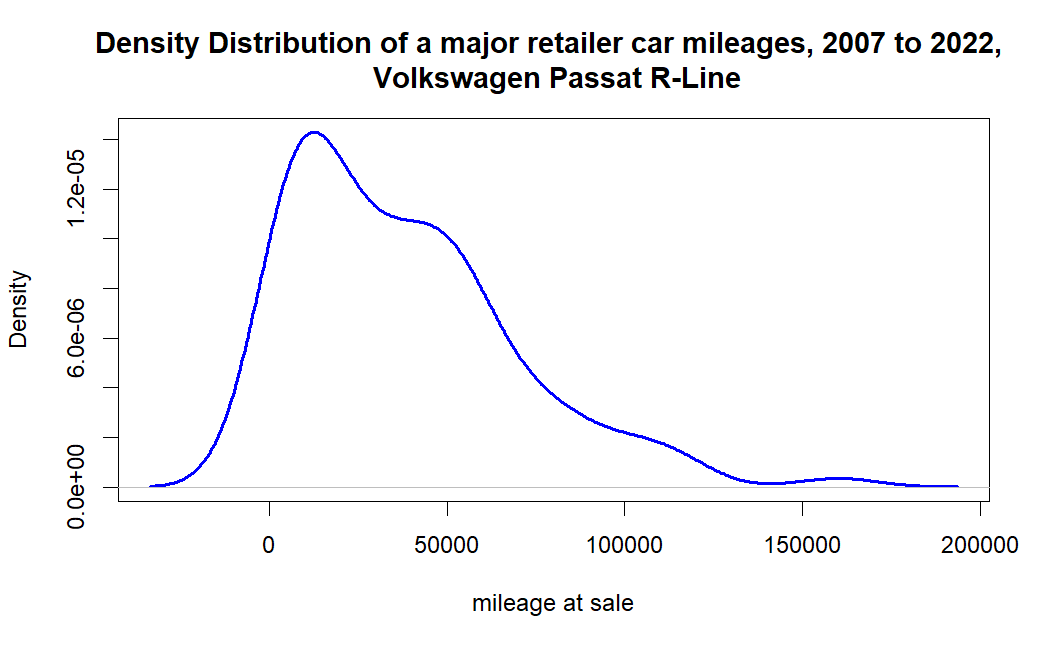 Density Distribution of a major retailer car mileages, 2007 to 2022,
Volkswagen Passat R-Line
Density
1.2e-05
6.0e-06
0.0e+00
0 50000 100000 150000 200000
mileage at sale